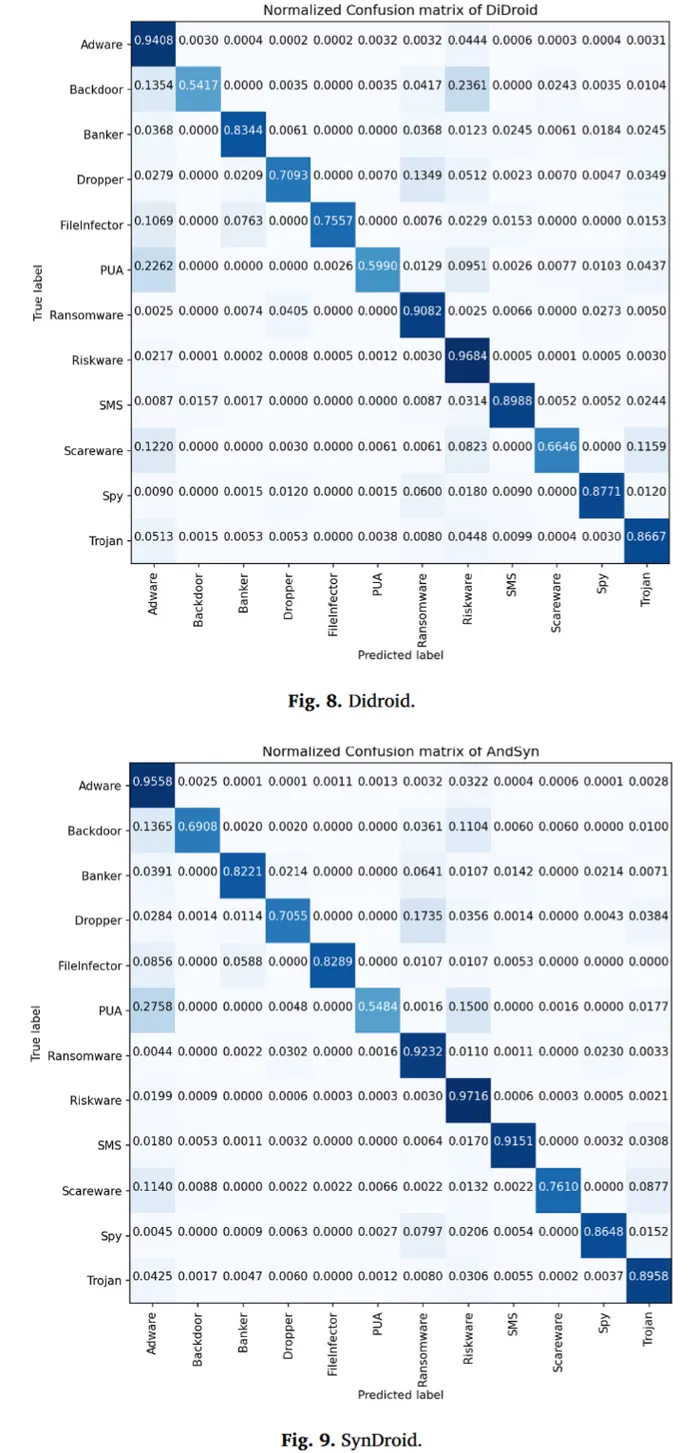 Normalized Confusion matrix of DiDroid
Adware 0.9408 0.0030 0.0004 0.0002 0.0002 0.0032 0.0032 0.0444 0.0006 0.0003 0.0004 0.0031
Backdoor 0.1354 0.5417 0.0000 0.0035 0.0000 0.0035 0.0417 0.2361 0.0000 0.0243 0.0035 0.0104
Banker 0.0368 0.0000 0.8344 0.0061 0.0000 0.0000 0.0368 0.0123 0.0245 0.0061 0.0184 0.0245
Dropper 0.0279 0.0000 0.0209 0.7093 0.0000 0.0070 0.1349 0.0512 0.0023 0.0070 0.0047 0.0349
FileInfector 0.1069 0.0000 0.0763 0.0000 0.7557 0.0000 0.0076 0.0229 0.0153 0.0000 0.0000 0.0153
PUA 0.2262 0.0000 0.0000 0.0000 0.0026 0.5990 0.0129 0.0951 0.0026 0.0077 0.0103 0.0437
True label
Ransomware 0.0025 0.0000 0.0074 0.0405 0.0000 0.0000 0.9082 0.0025 0.0066 0.0000 0.0273 0.0050
Riskware 0.0217 0.0001 0.0002 0.0008 0.0005 0.0012 0.0030 0.9684 0.0005 0.0001 0.0005 0.0030
SMS 0.0087 0.0157 0.0017 0.0000 0.0000 0.0000 0.0087 0.0314 0.8988 0.0052 0.0052 0.0244
Scareware 0.1220 0.0000 0.0000 0.0030 0.0000 0.0061 0.0061 0.0823 0.0000 0.6646 0.0000 0.1159
Spy 0.0090 0.0000 0.0015 0.0120 0.0000 0.0015 0.0600 0.0180 0.0090 0.0000 0.8771 0.0120
Trojan 0.0513 0.0015 0.0053 0.0053 0.0000 0.0038 0.0080 0.0448 0.0099 0.0004 0.0030 0.8667
Adware Backdoor Banker Dropper FileInfector PUA Ransomware Riskware SMS Scareware Spy Trojan
Predicted label
Fig. 8. Didroid.
Normalized Confusion matrix of AndSyn
Adware 0.9558 0.0025 0.0001 0.0001 0.0011 0.0013 0.0032 0.0322 0.0004 0.0006 0.0001 0.0028
Backdoor 0.1365 0.6908 0.0020 0.0020 0.0000 0.0000 0.0361 0.1104 0.0060 0.0060 0.0000 0.0100
Banker 0.0391 0.0000 0.8221 0.0214 0.0000 0.0000 0.0641 0.0107 0.0142 0.0000 0.0214 0.0071
Dropper 0.0284 0.0014 0.0114 0.7055 0.0000 0.0000 0.1735 0.0356 0.0014 0.0000 0.0043 0.0384
FileInfector 0.0856 0.0000 0.0588 0.0000 0.8289 0.0000 0.0107 0.0107 0.0053 0.0000 0.0000 0.0000
PUA 0.2758 0.0000 0.0000 0.0048 0.0000 0.5484 0.0016 0.1500 0.0000 0.0016 0.0000 0.0177
True label
Ransomware 0.0044 0.0000 0.0022 0.0302 0.0000 0.0016 0.9232 0.0110 0.0011 0.0000 0.0230 0.0033
Riskware 0.0199 0.0009 0.0000 0.0006 0.0003 0.0003 0.0030 0.9716 0.0006 0.0003 0.0005 0.0021
SMS 0.0180 0.0053 0.0011 0.0032 0.0000 0.0000 0.0064 0.0170 0.9151 0.0000 0.0032 0.0308
Scareware 0.1140 0.0088 0.0000 0.0022 0.0022 0.0066 0.0022 0.0132 0.0022 0.7610 0.0000 0.0877
Spy 0.0045 0.0000 0.0009 0.0063 0.0000 0.0027 0.0797 0.0206 0.0054 0.0000 0.8648 0.0152
Trojan 0.0425 0.0017 0.0047 0.0060 0.0000 0.0012 0.0080 0.0306 0.0055 0.0002 0.0037 0.8958
Adware Backdoor Banker Dropper FileInfector PUA Ransomware Riskware SMS Scareware Spy Trojan
Predicted label
Fig. 9. SynDroid.